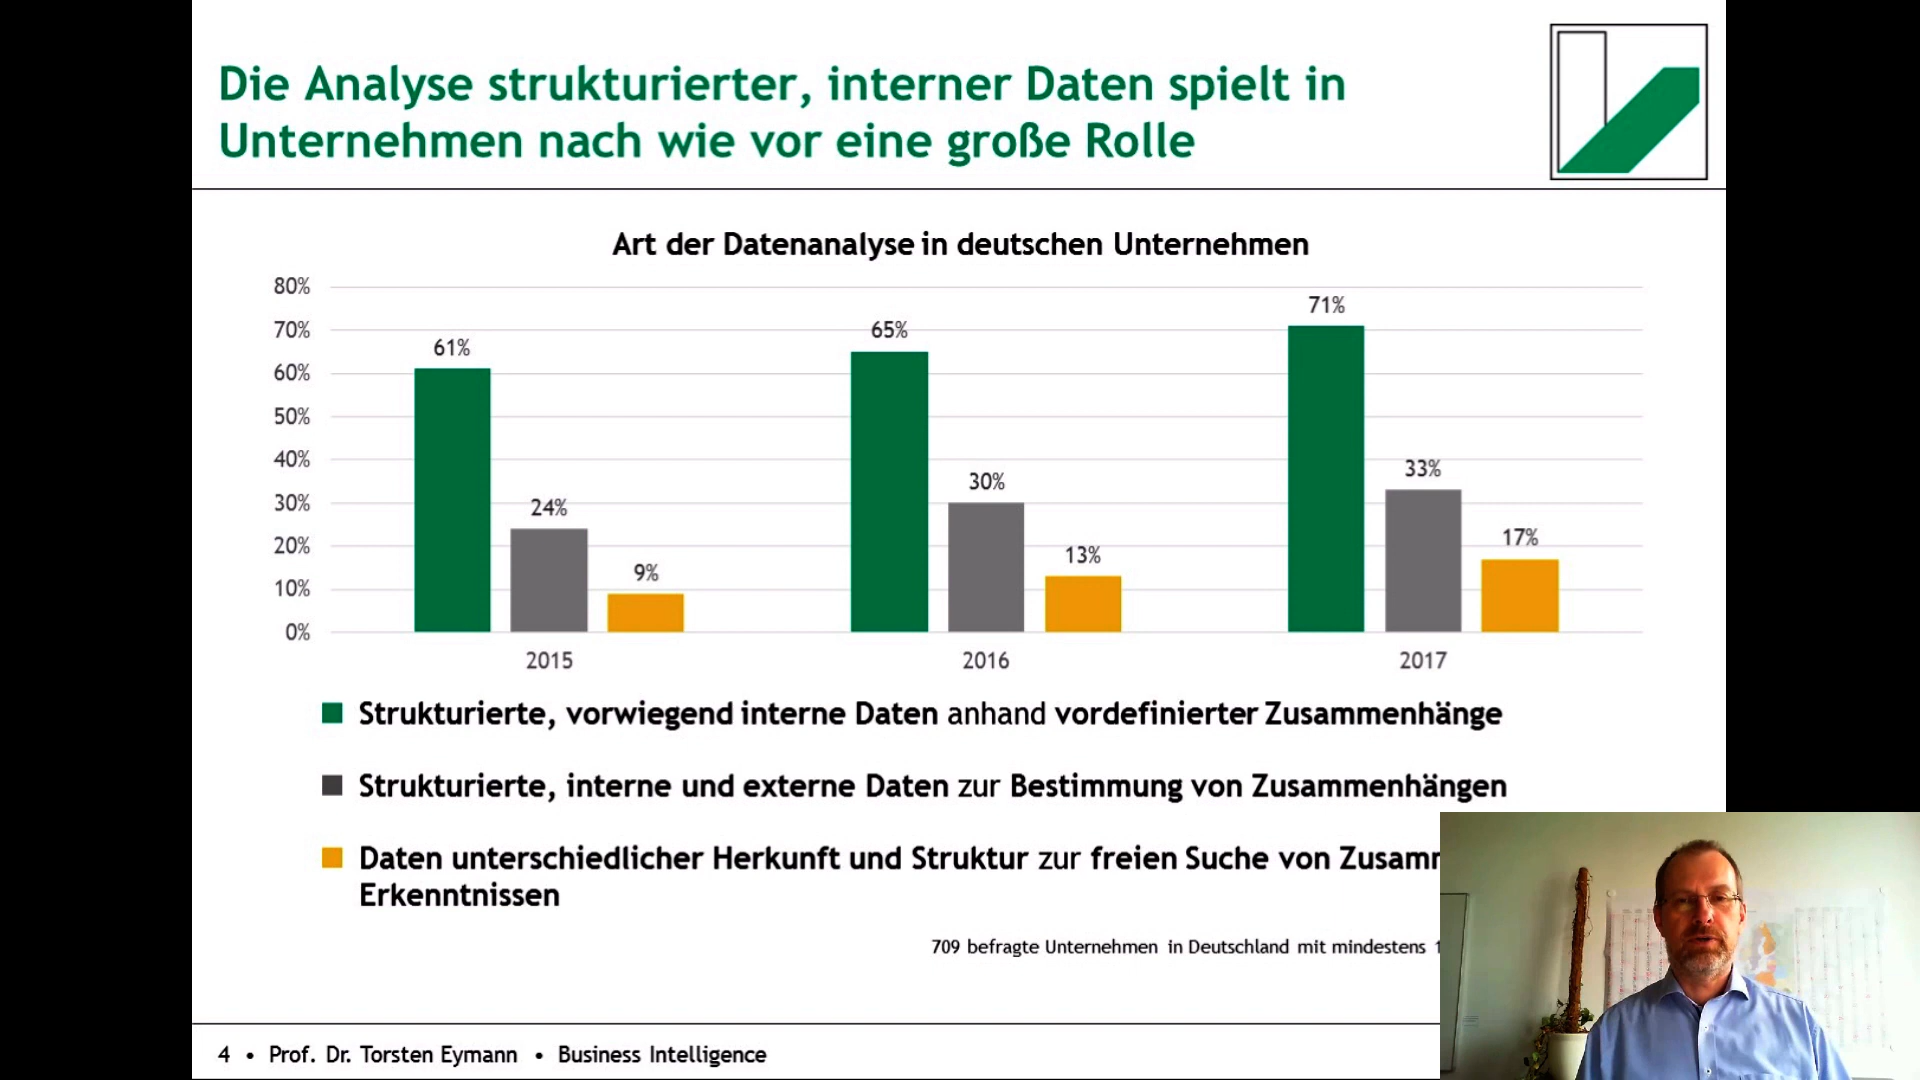 Die Analyse strukturierter, interner Daten spielt in
Unternehmen nach wie vor eine große Rolle
Art der Datenanalyse in deutschen Unternehmen
80%
70%
60%
50%
40%
30%
20%
10%
0%
61%
24%
9%
65%
30%
13%
71%
33%
17%
2015
2016
2017
Strukturierte, vorwiegend interne Daten anhand vordefinierter Zusammenhänge
Strukturierte, interne und externe Daten zur Bestimmung von Zusammenhängen
Daten unterschiedlicher Herkunft und Struktur zur freien Suche von
Erkenntnissen
709 befragte Unternehmen in Deutschland mit mindestens
4 • Prof. Dr. Torsten Eymann • Business Intelligence